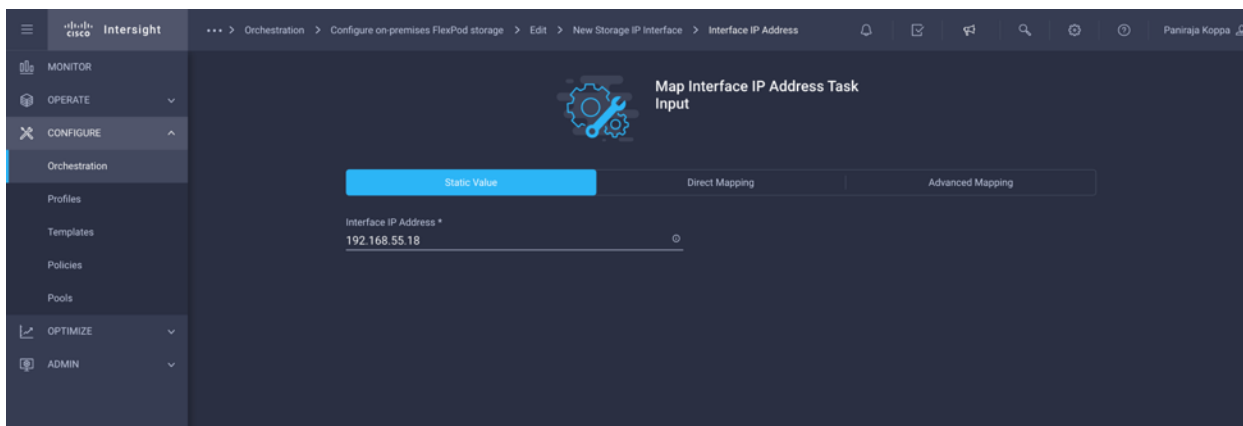 cisco Intersight
••• > Orchestration > Configure on-premises FlexPod storage > Edit > New Storage IP Interface > Interface IP Address
Paniraja Koppa
MONITOR
OPERATE
CONFIGURE
Orchestration
Profiles
Templates
Policies
Pools
OPTIMIZE
ADMIN
Map Interface IP Address Task
Input
Static Value
Direct Mapping
Advanced Mapping
Interface IP Address *
192.168.55.18